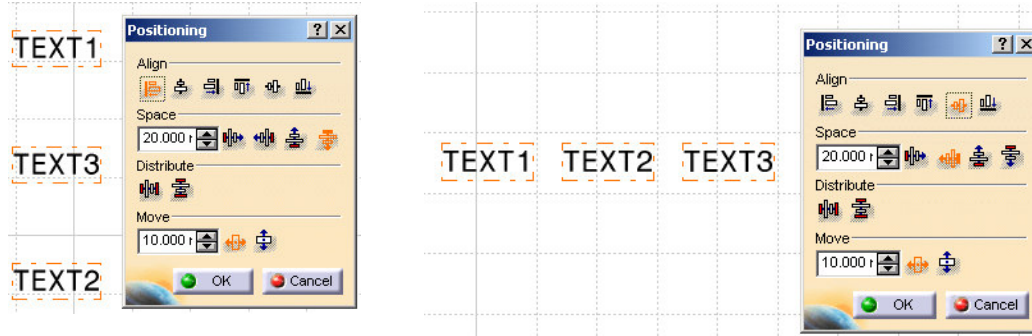 TEXT1
TEXT3
TEXT2
Positioning
Align
Space
20.000 r
Distribute
Move
10.000 r
OK
Cancel
TEXT1 TEXT2 TEXT3
Positioning
Align
Space
20.000 r
Distribute
Move
10.000 r
OK
Cancel